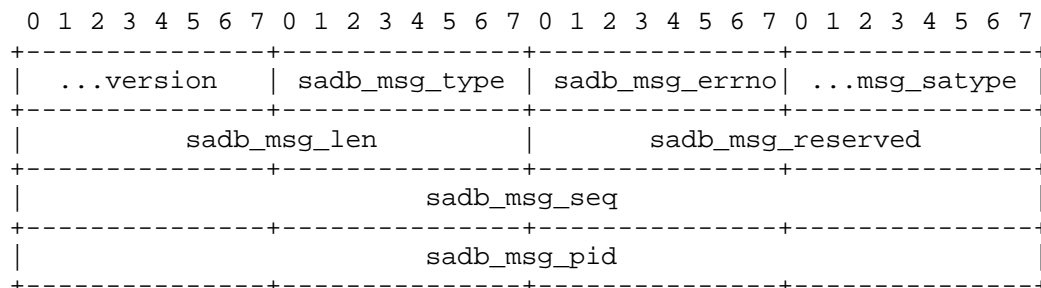 0 1 2 3 4 5 6 7 0 1 2 3 4 5 6 7 0 1 2 3 4 5 6 7 0 1 2 3 4 5 6 7
+---------------+---------------+---------------+---------------+
| ...version | sadb_msg_type | sadb_msg_errno| ...msg_satype |
+---------------+---------------+---------------+---------------+
| sadb_msg_len | sadb_msg_reserved |
+---------------+---------------+---------------+---------------+
| sadb_msg_seq |
+---------------+---------------+---------------+---------------+
| sadb_msg_pid |
+---------------+---------------+---------------+---------------+